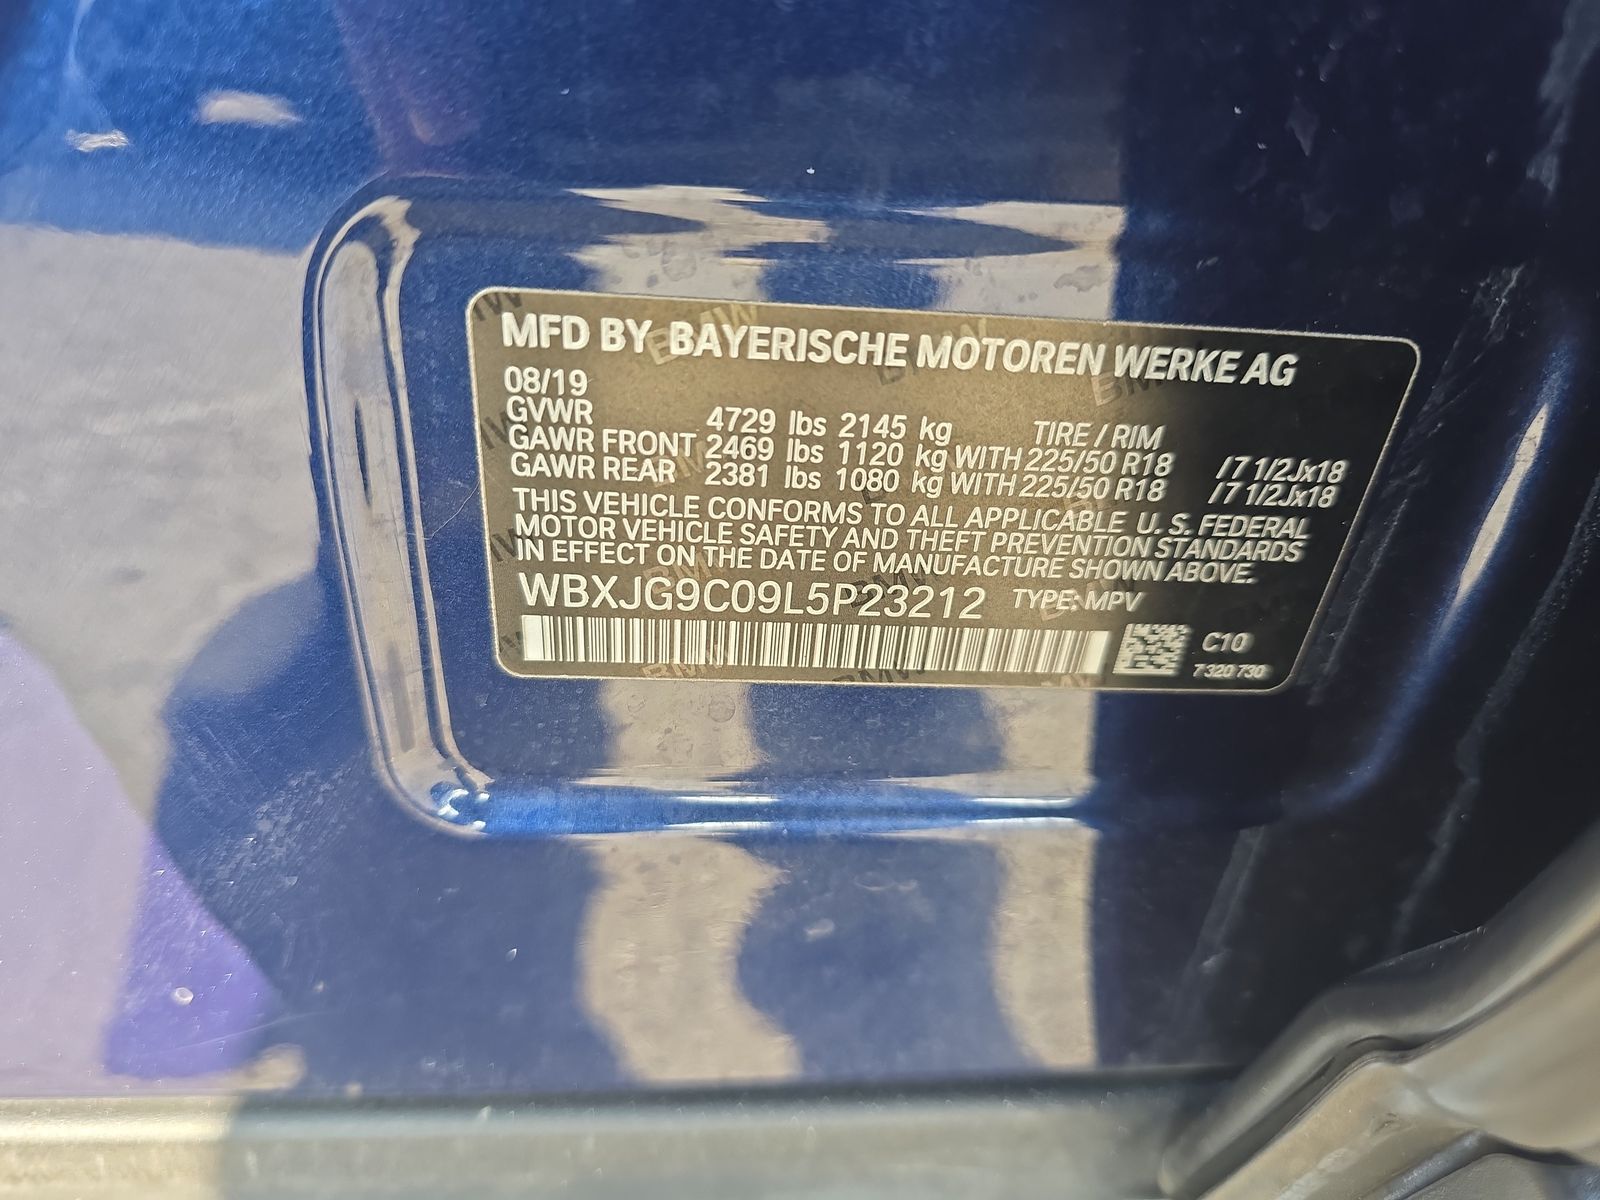 MFD BY BAYERISCHE MOTOREN WERKE AG
08/19
GVWR 4729 lbs 2145 kg TIRE / RIM
GAWR FRONT 2469 lbs 1120 kg WITH 225/50 R18 /7 1/2Jx18
GAWR REAR 2381 lbs 1080 kg WITH 225/50 R18 /7 1/2Jx18
THIS VEHICLE CONFORMS TO ALL APPLICABLE U. S. FEDERAL
MOTOR VEHICLE SAFETY AND THEFT PREVENTION STANDARDS
IN EFFECT ON THE DATE OF MANUFACTURE SHOWN ABOVE.
WBXJG9C09L5P23212 TYPE: MPV
C10
7 320 730